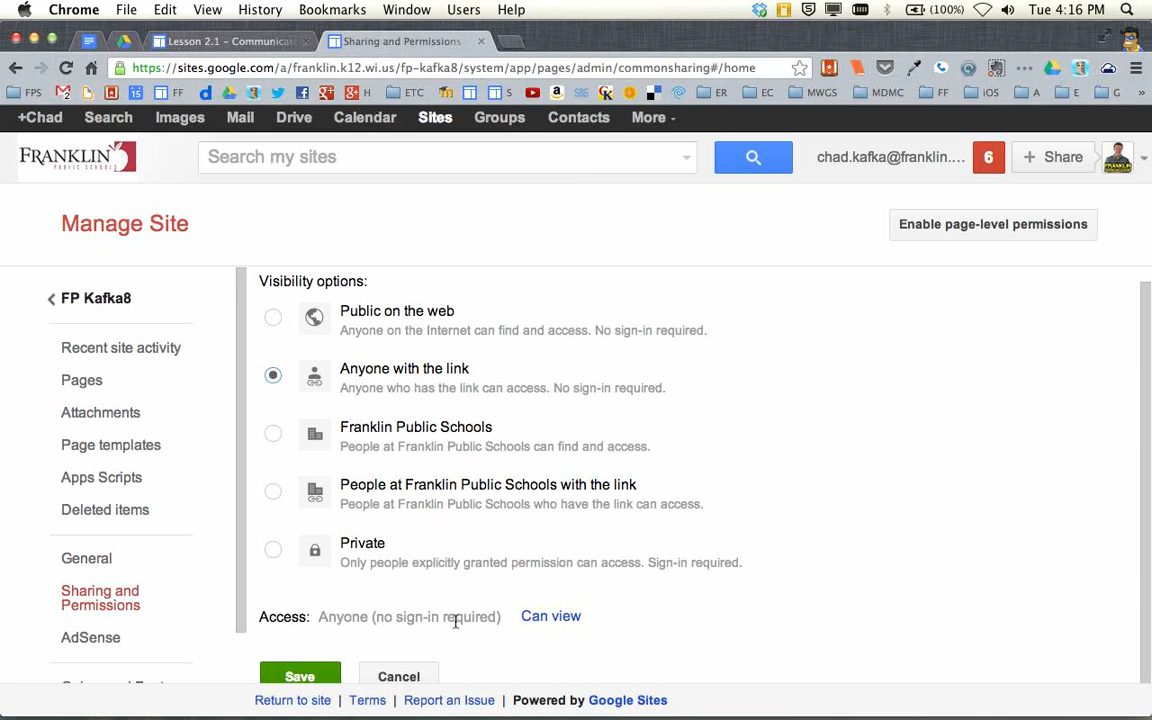 Chrome File Edit View History Bookmarks Window Users Help (100%) Tue 4:16 PM
Lesson 2.1 – Communicat Sharing and Permissions
https://sites.google.com/a/franklin.k12.wi.us/fp-kafka8/system/app/pages/admin/commonsharing#/home
FPS 15 FF H ETC S ER EC MWGS MDMC FF iOS A E G »
+Chad Search Images Mail Drive Calendar Sites Groups Contacts More
FRANKLIN Search my sites chad.kafka@franklin.... 6 + Share
PUBLIC SCHOOLS
Manage Site Enable page-level permissions
FP Kafka8
Recent site activity
Pages
Attachments
Page templates
Apps Scripts
Deleted items
General
Sharing and
Permissions
AdSense
Visibility options:
Public on the web
Anyone on the Internet can find and access. No sign-in required.
Anyone with the link
Anyone who has the link can access. No sign-in required.
Franklin Public Schools
People at Franklin Public Schools can find and access.
People at Franklin Public Schools with the link
People at Franklin Public Schools who have the link can access.
Private
Only people explicitly granted permission can access. Sign-in required.
Access: Anyone (no sign-in required) Can view
Save Cancel
Return to site | Terms | Report an Issue | Powered by Google Sites